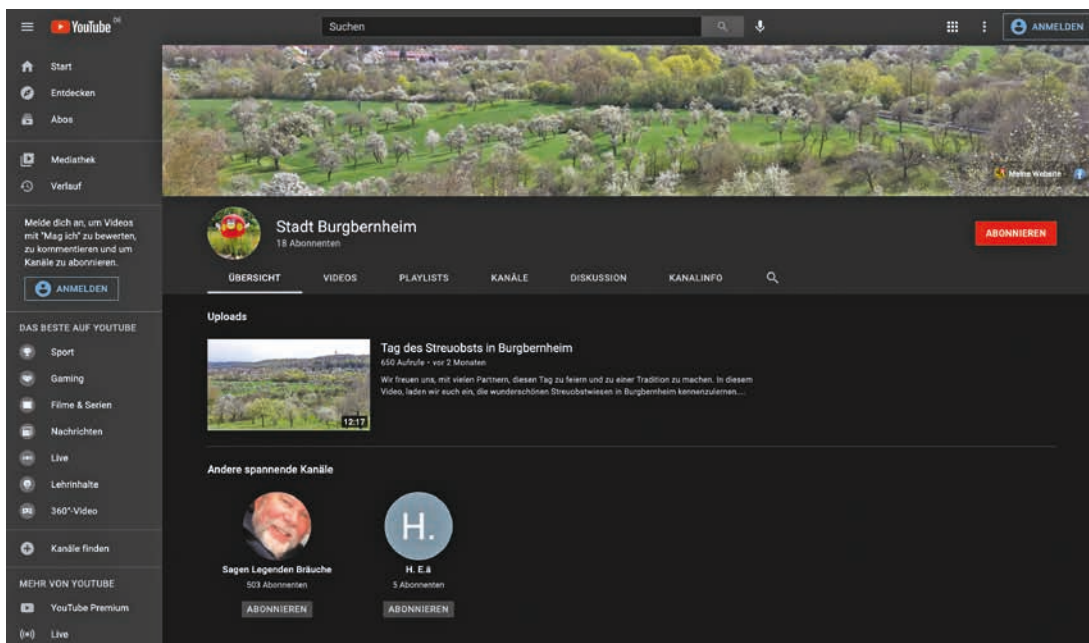 YouTube DE
Suchen
ANMELDEN
Start
Entdecken
Abos
Mediathek
Verlauf
Melde dich an, um Videos
mit "Mag ich" zu bewerten,
zu kommentieren und um
Kanäle zu abonnieren.
ANMELDEN
DAS BESTE AUF YOUTUBE
Sport
Gaming
Filme & Serien
Nachrichten
Live
Lehrinhalte
360°-Video
Kanäle finden
MEHR VON YOUTUBE
YouTube Premium
Live
Meine Website
Stadt Burgbernheim
18 Abonnenten
ABONNIEREN
ÜBERSICHT VIDEOS PLAYLISTS KANÄLE DISKUSSION KANALINFO
Uploads
12:17
Tag des Streuobsts in Burgbernheim
650 Aufrufe • vor 2 Monaten
Wir freuen uns, mit vielen Partnern, diesen Tag zu feiern und zu einer Tradition zu machen. In diesem
Video, laden wir euch ein, die wunderschönen Streuobstwiesen in Burgbernheim kennenzulernen....
Andere spannende Kanäle
H.
Sagen Legenden Bräuche
503 Abonnenten
ABONNIEREN
H. E.ä
5 Abonnenten
ABONNIEREN